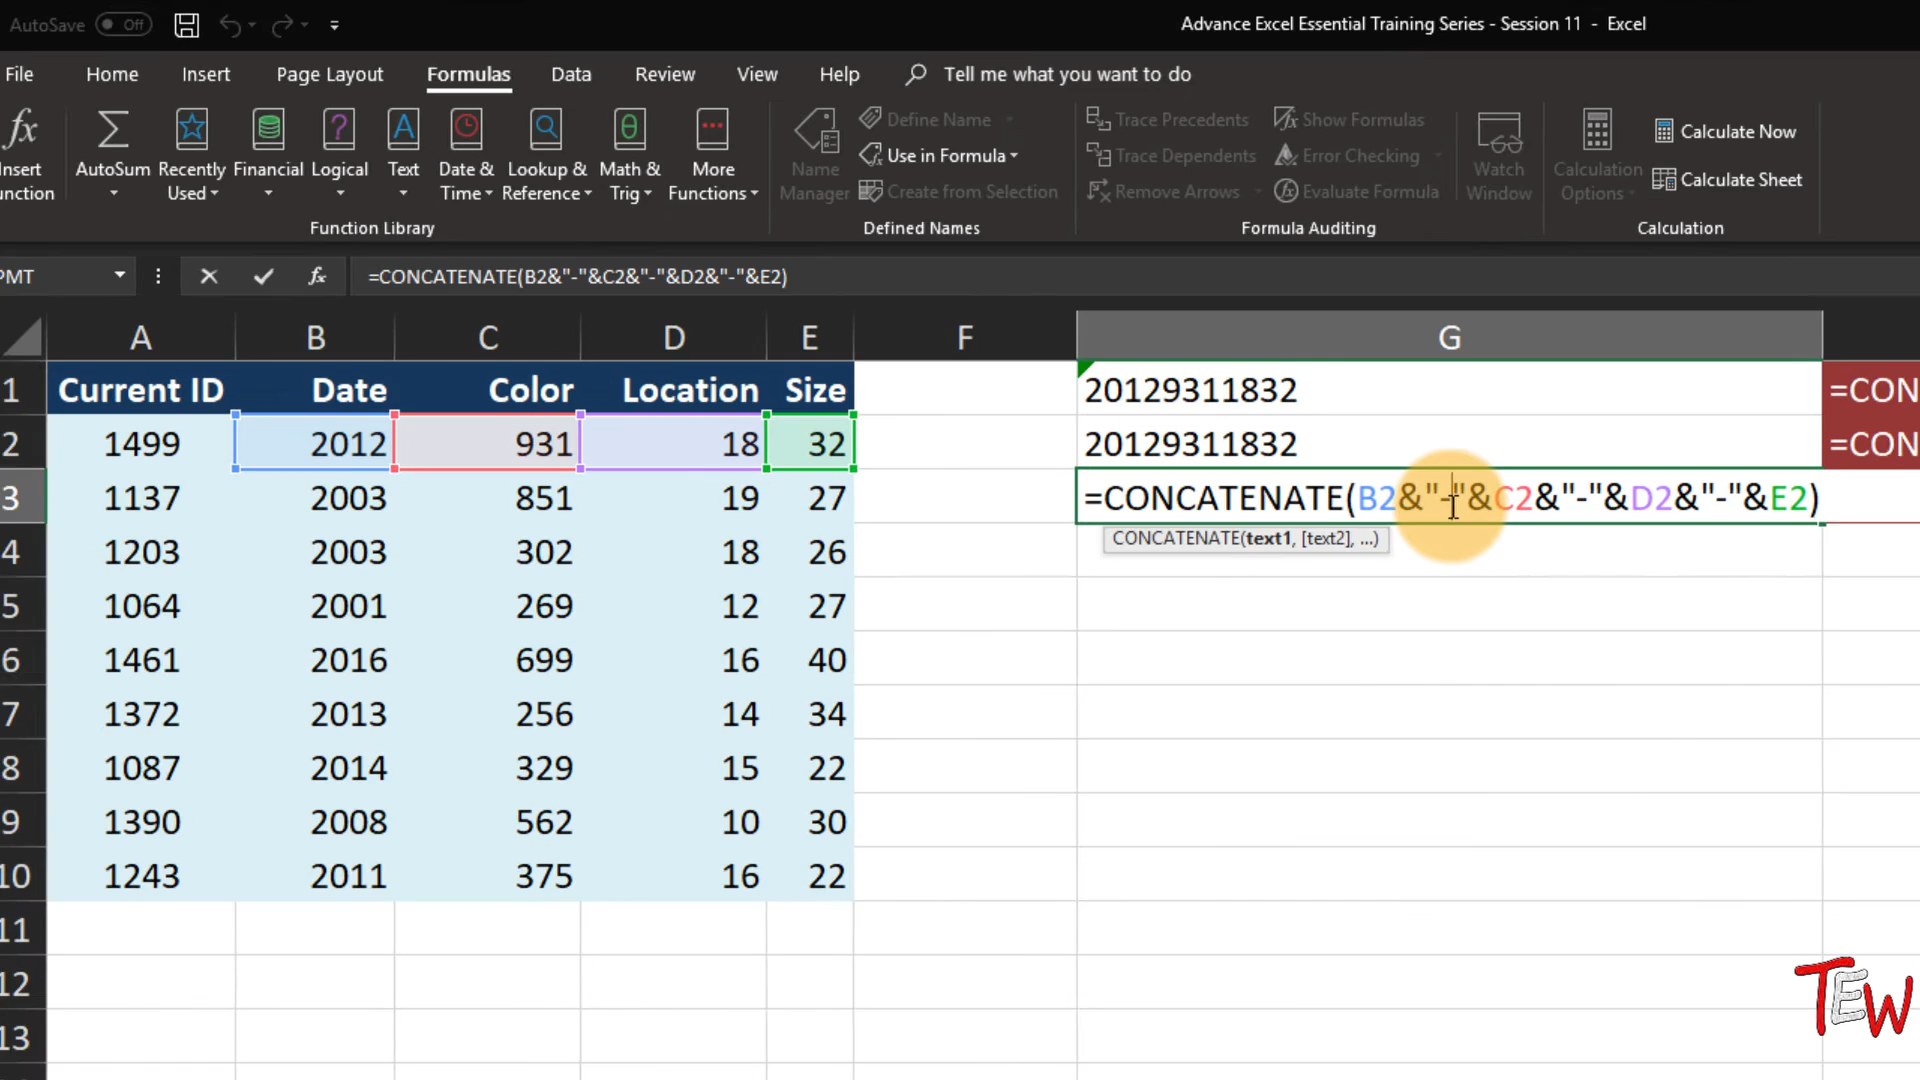 AutoSave Off Advance Excel Essential Training Series - Session 11 - Excel
File Home Insert Page Layout Formulas Data Review View Help Tell me what you want to do
fx Σ ? A θ Define Name Trace Precedents Show Formulas Calculate Now
Use in Formula Trace Dependents Error Checking
Insert Function AutoSum Recently Used Financial Logical Text Date & Time Lookup & Reference Math & Trig More Functions Name Manager Create from Selection Remove Arrows Evaluate Formula Watch Window Calculation Options Calculate Sheet
Function Library Defined Names Formula Auditing Calculation
PMT fx =CONCATENATE(B2&"-"&C2&"-"&D2&"-"&E2)
A B C D E F G
1 Current ID Date Color Location Size 20129311832 =CON
2 1499 2012 931 18 32 20129311832 =CON
3 1137 2003 851 19 27 =CONCATENATE(B2&"-"&C2&"-"&D2&"-"&E2)
CONCATENATE(text1, [text2], ...)
4 1203 2003 302 18 26
5 1064 2001 269 12 27
6 1461 2016 699 16 40
7 1372 2013 256 14 34
8 1087 2014 329 15 22
9 1390 2008 562 10 30
10 1243 2011 375 16 22
11
12
13
TEW